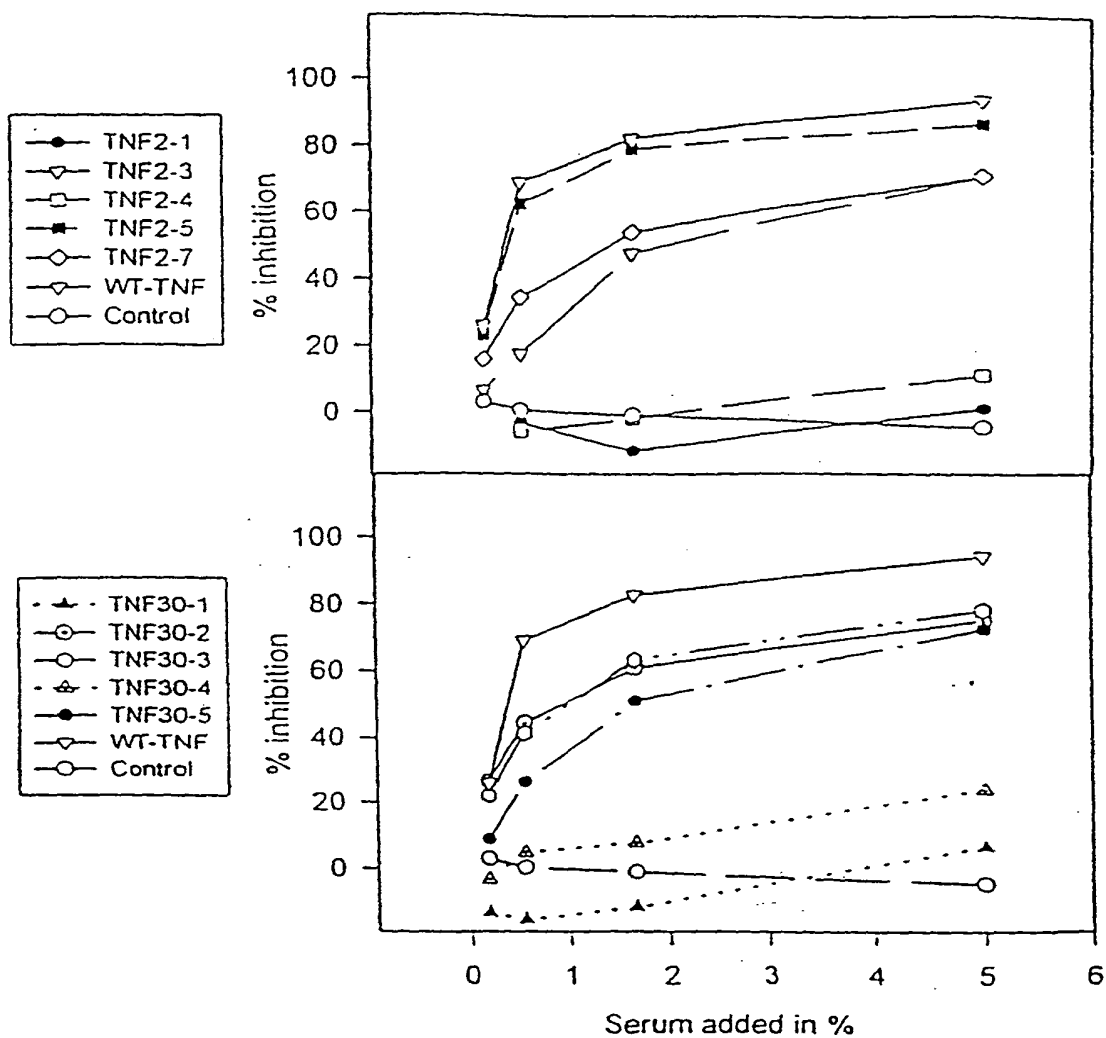 TNF2-1
TNF2-3
TNF2-4
TNF2-5
TNF2-7
WT-TNF
Control
% inhibition
100
80
60
40
20
0
TNF30-1
TNF30-2
TNF30-3
TNF30-4
TNF30-5
WT-TNF
Control
% inhibition
100
80
60
40
20
0
0 1 2 3 4 5 6
Serum added in %